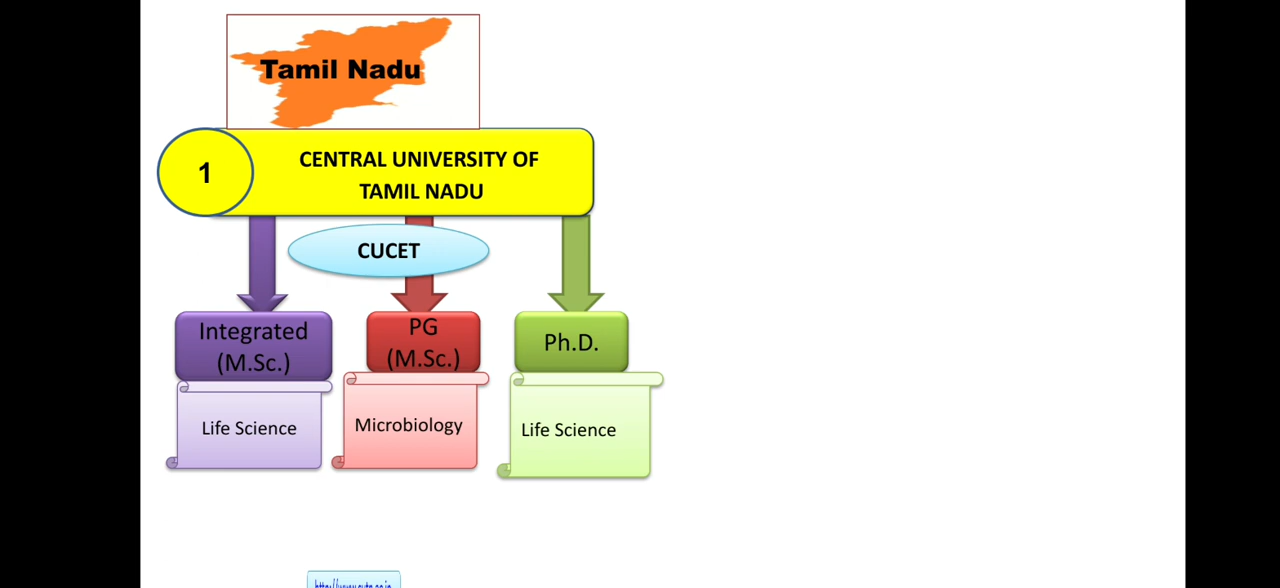 Tamil Nadu
1
CENTRAL UNIVERSITY OF
TAMIL NADU
CUCET
Integrated
(M.Sc.)
PG
(M.Sc.)
Ph.D.
Life Science
Microbiology
Life Science